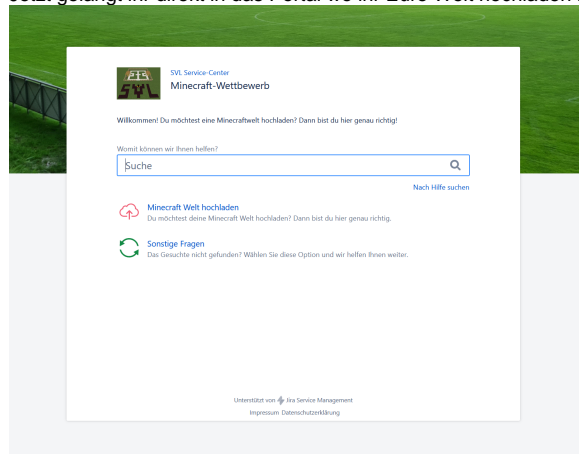 gelangt ihr direkt in das Portal wo ihr Eure Welt hochladen
SVL
SVL Service-Center
Minecraft-Wettbewerb
Willkommen! Du möchtest eine Minecraftwelt hochladen? Dann bist du hier genau richtig!
Womit können wir Ihnen helfen?
Suche
Nach Hilfe suchen
Minecraft Welt hochladen
Du möchtest deine Minecraft Welt hochladen? Dann bist du hier genau richtig.
Sonstige Fragen
Das Gesuchte nicht gefunden? Wählen Sie diese Option und wir helfen Ihnen weiter.
Unterstützt von Jira Service Management
Impressum Datenschutzerklärung